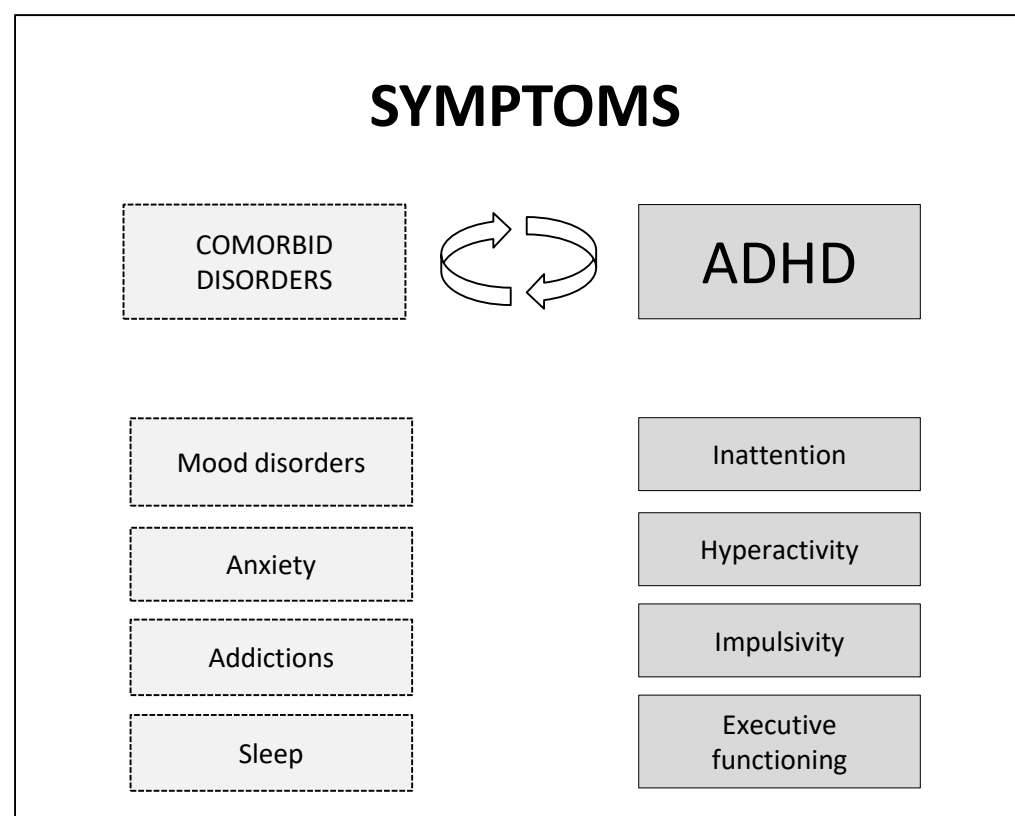 SYMPTOMS
COMORBID
DISORDERS
ADHD
Mood disorders
Anxiety
Addictions
Sleep
Inattention
Hyperactivity
Impulsivity
Executive
functioning